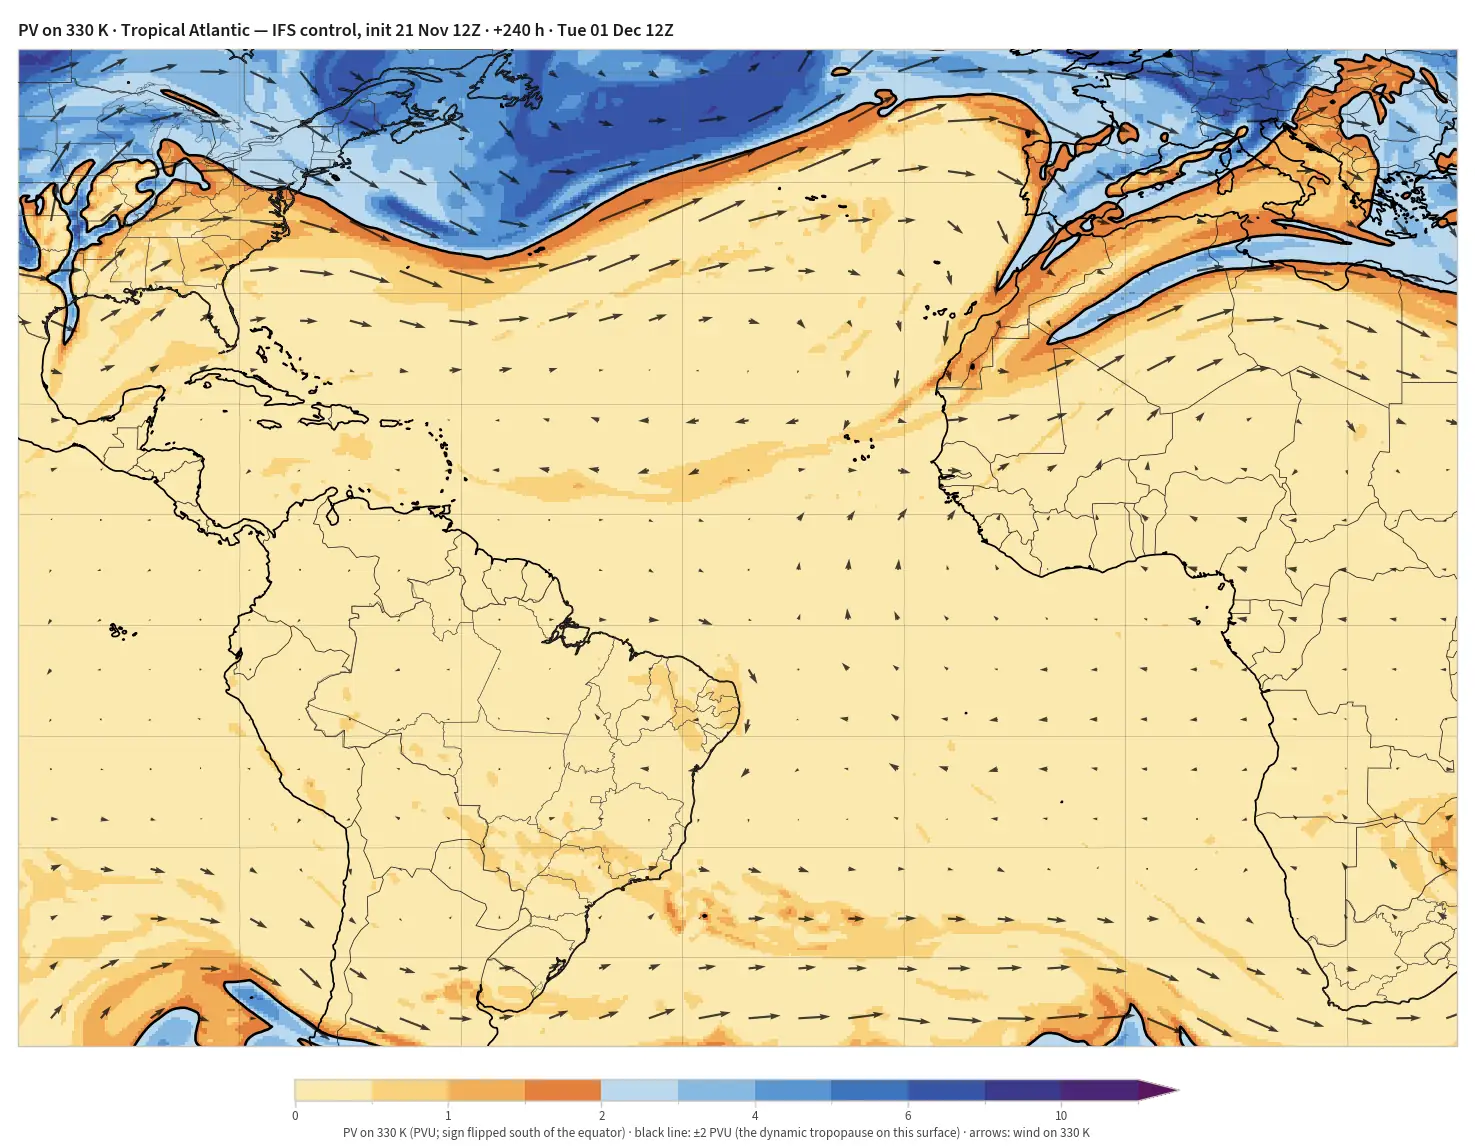 PV on 330 K · Tropical Atlantic — IFS control, init 21 Nov 12Z · +240 h · Tue 01 Dec 12Z
0 1 2 4 6 8 10
PV on 330 K (PVU; sign flipped south of the equator) · black line: ±2 PVU (the dynamic tropopause on this surface) · arrows: wind on 330 K